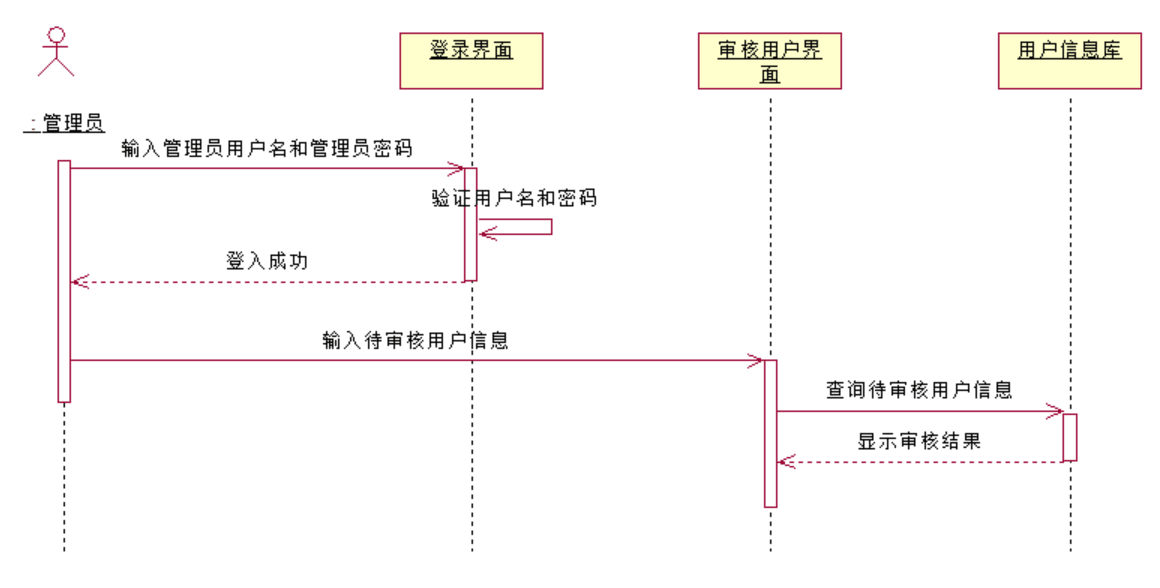 登录界面
审核用户界
面
用户信息库
: 管理员
输入管理员用户名和管理员密码
验证用户名和密码
登入成功
输入待审核用户信息
查询待审核用户信息
显示审核结果